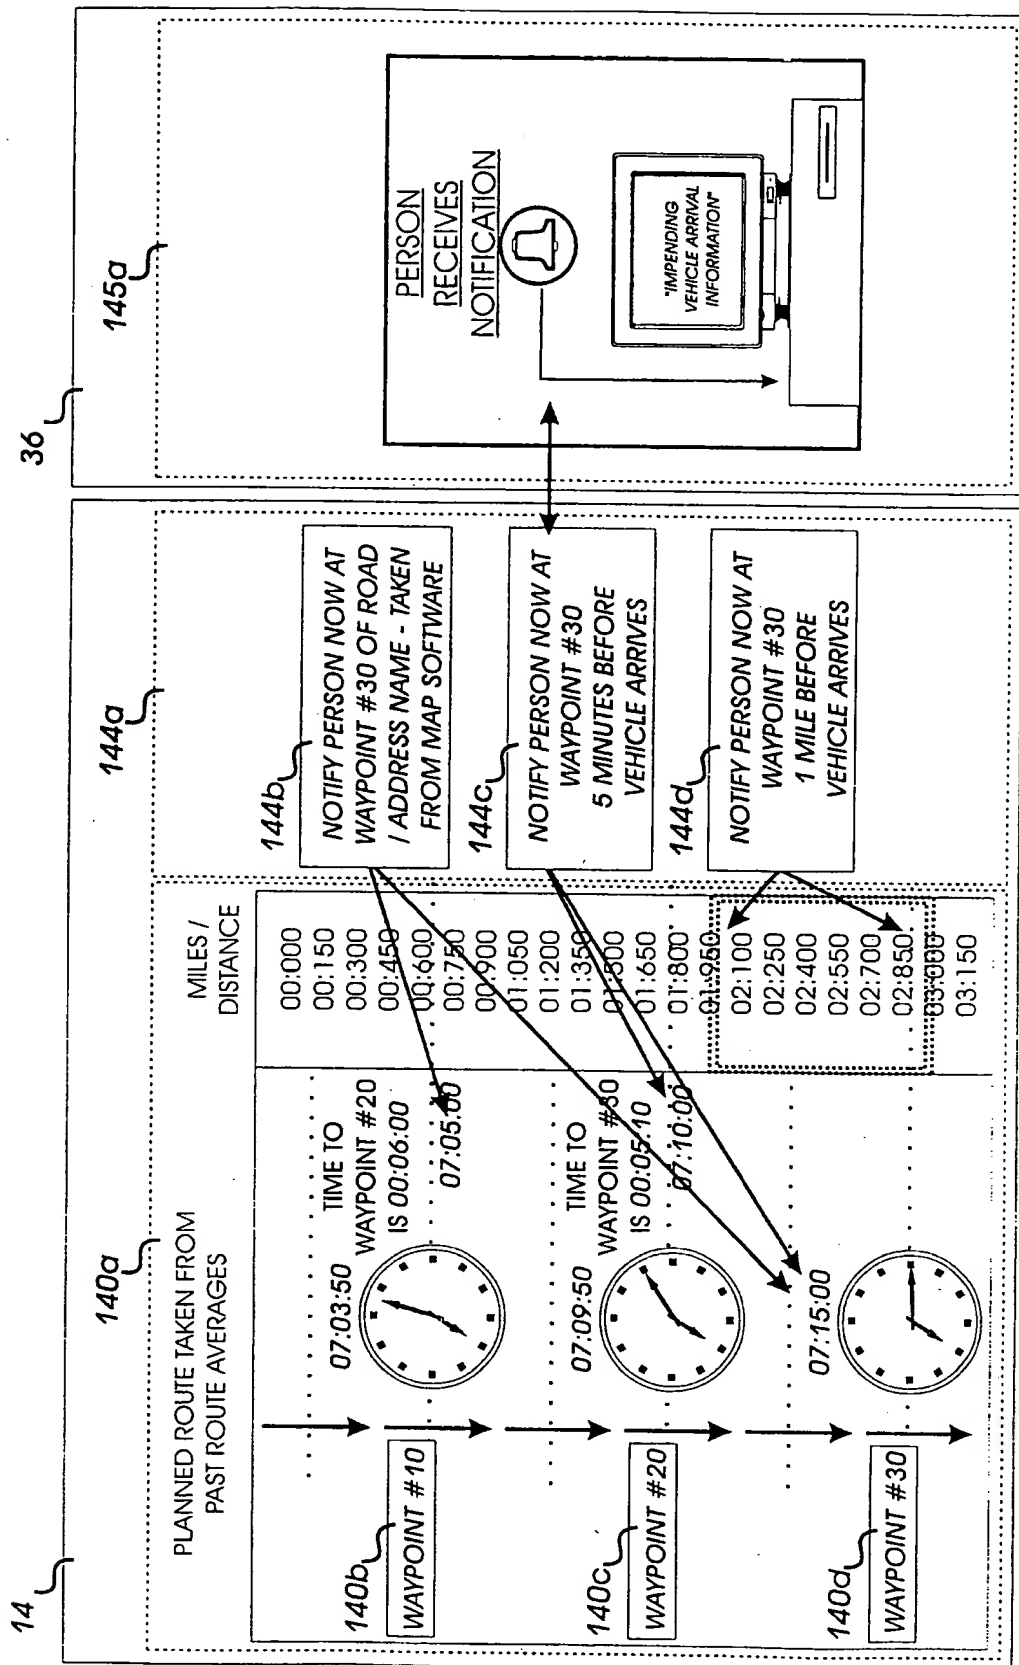 14
140a
144a
36
145a
PLANNED ROUTE TAKEN FROM
PAST ROUTE AVERAGES
MILES /
DISTANCE
140b
WAYPOINT #10
07:03:50
TIME TO
WAYPOINT #20
IS 00:06:00
07:05:00
140c
WAYPOINT #20
07:09:50
TIME TO
WAYPOINT #30
IS 00:05:10
07:10:00
140d
WAYPOINT #30
07:15:00
00:000
00:150
00:300
00:450
00:600
00:750
00:900
01:050
01:200
01:350
01:500
01:650
01:800
01:950
02:100
02:250
02:400
02:550
02:700
02:850
03:000
03:150
144b
NOTIFY PERSON NOW AT
WAYPOINT #30 OF ROAD
/ ADDRESS NAME - TAKEN
FROM MAP SOFTWARE
144c
NOTIFY PERSON NOW AT
WAYPOINT #30
5 MINUTES BEFORE
VEHICLE ARRIVES
144d
NOTIFY PERSON NOW AT
WAYPOINT #30
1 MILE BEFORE
VEHICLE ARRIVES
PERSON
RECEIVES
NOTIFICATION
"IMPENDING
VEHICLE ARRIVAL
INFORMATION"